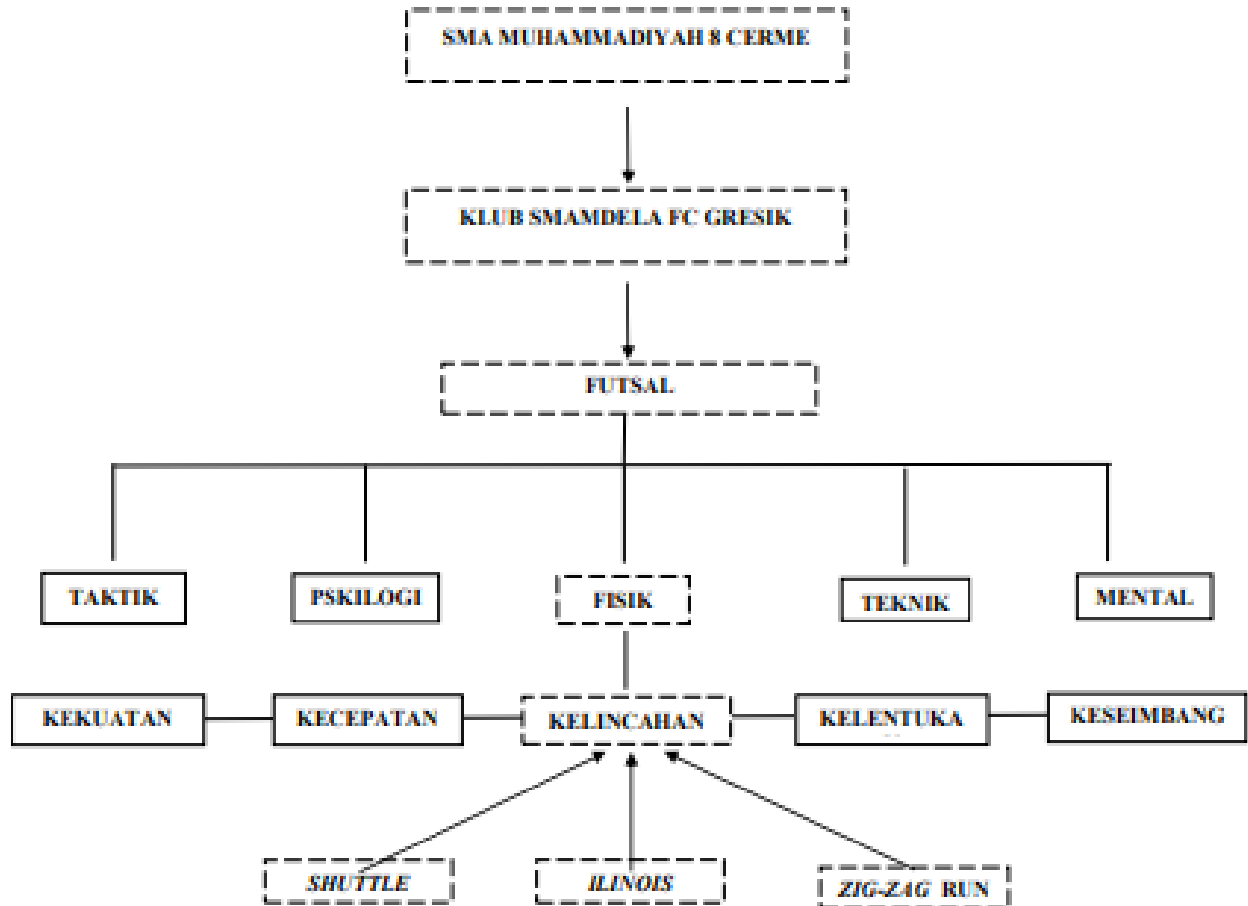 SMA MUHAMMADIYAH 8 CERME
KLUB SMAMDELA FC GRESIK
FUTSAL
TAKTIK
PSKILOGI
FISIK
TEKNIK
MENTAL
KEKUATAN
KECEPATAN
KELINCAHAN
KELENTUKA
KESEIMBANG
SHUTTLE
ILINOIS
ZIG-ZAG RUN